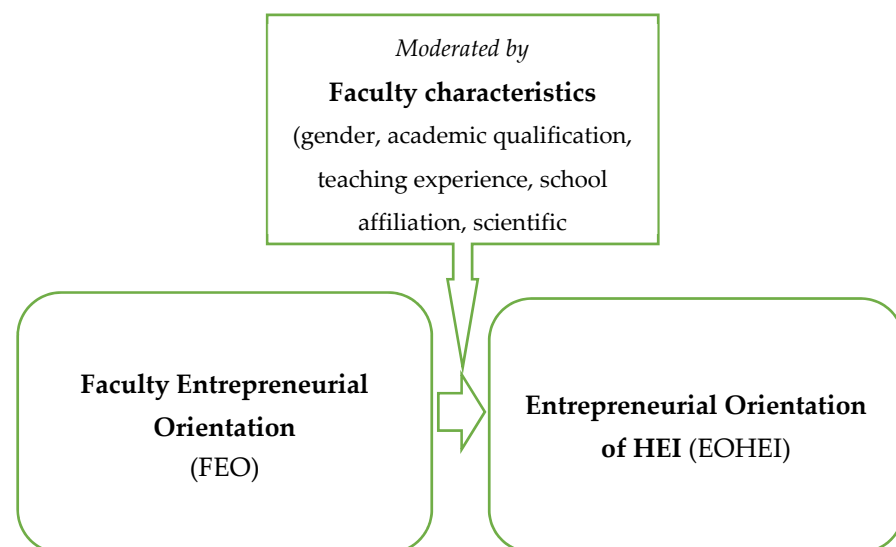 Moderated by
Faculty characteristics
(gender, academic qualification,
teaching experience, school
affiliation, scientific
Faculty Entrepreneurial
Orientation
(FEO)
Entrepreneurial Orientation
of HEI (EOHEI)